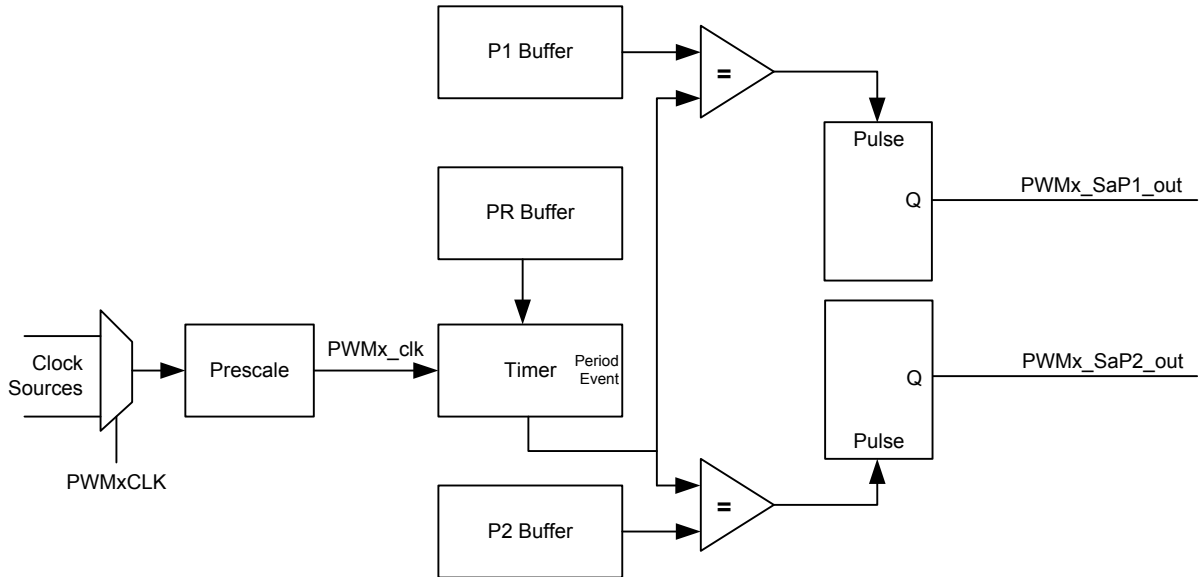 P1 Buffer
=
Pulse
Q
PWMx_SaP1_out
PR Buffer
Clock
Sources
Prescale
PWMx_clk
Timer
Period
Event
PWMxCLK
Q
PWMx_SaP2_out
Pulse
P2 Buffer
=